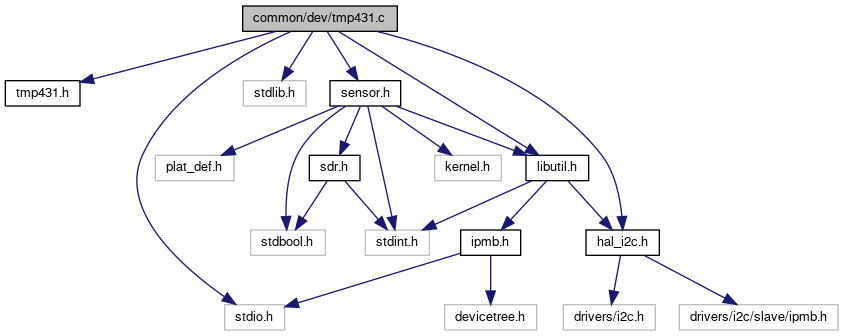 common/dev/tmp431.c
tmp431.h
stdlib.h
sensor.h
plat_def.h
sdr.h
kernel.h
libutil.h
stdbool.h
stdint.h
ipmb.h
hal_i2c.h
stdio.h
devicetree.h
drivers/i2c.h
drivers/i2c/slave/ipmb.h